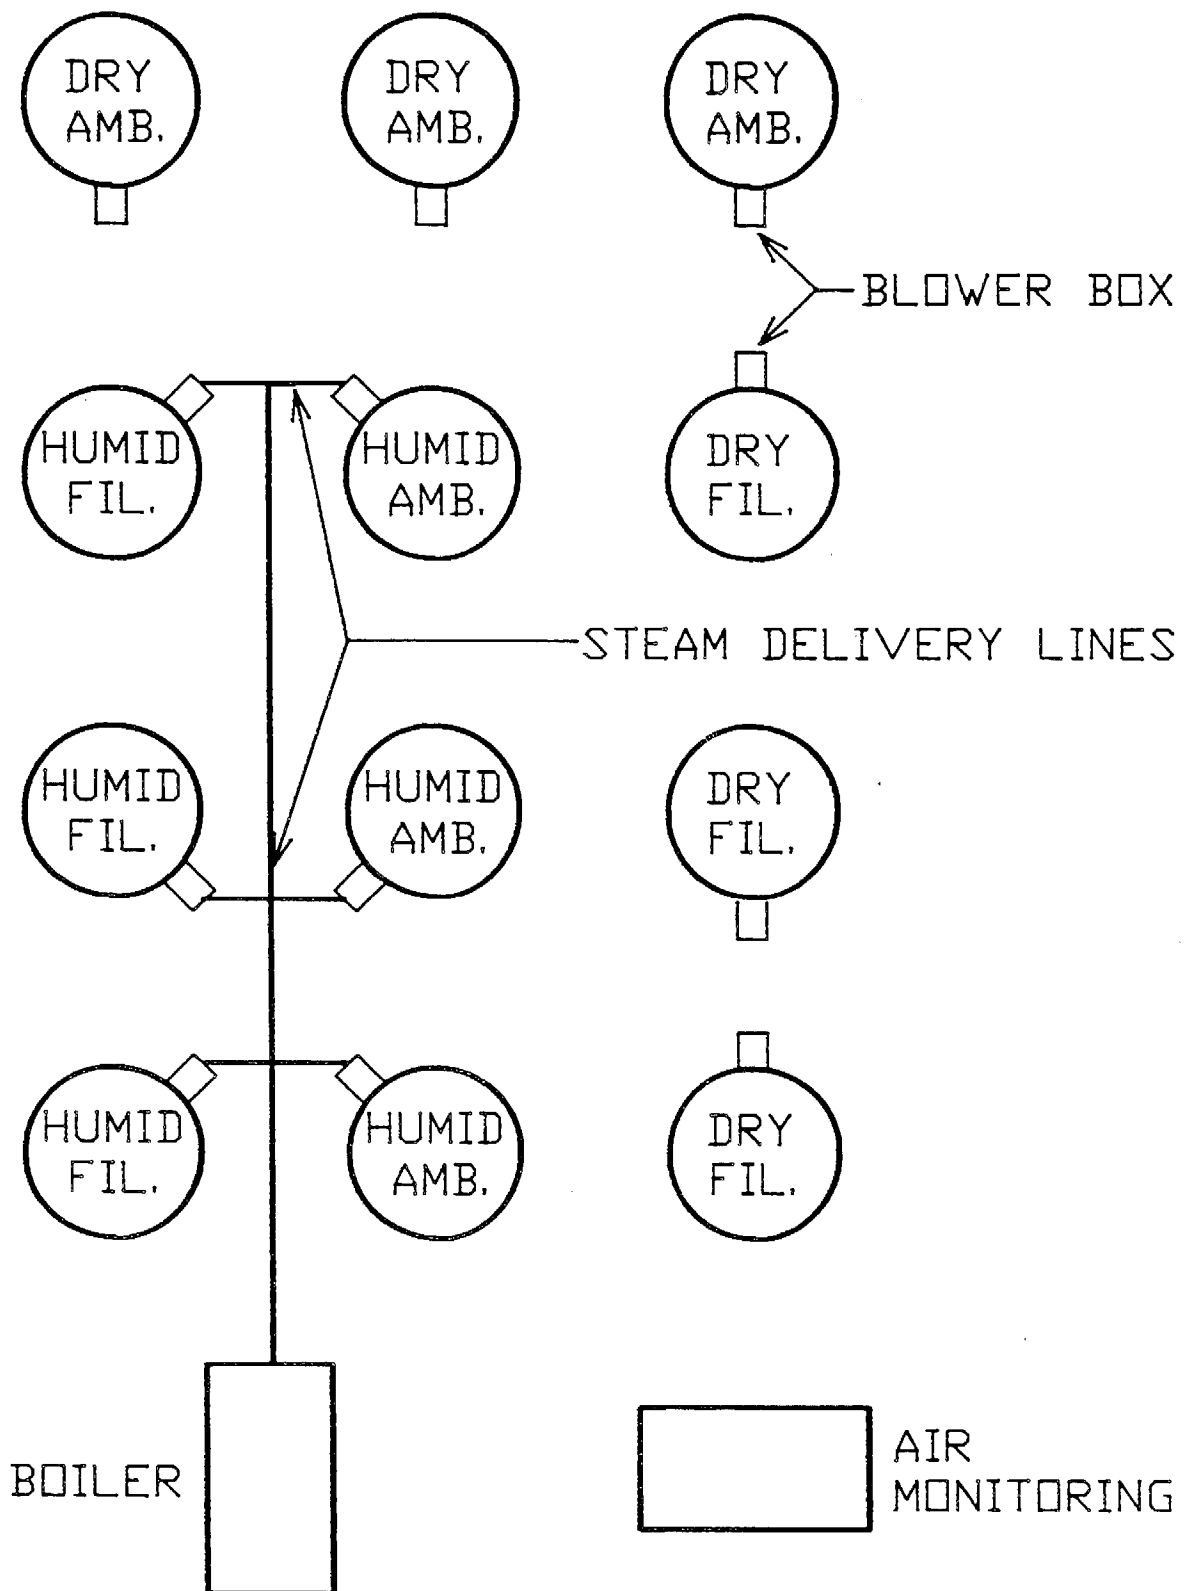 DRY
AMB.
DRY
AMB.
DRY
AMB.
BLOWER BOX
HUMID
FIL.
HUMID
AMB.
DRY
FIL.
STEAM DELIVERY LINES
HUMID
FIL.
HUMID
AMB.
DRY
FIL.
HUMID
FIL.
HUMID
AMB.
DRY
FIL.
BOILER
AIR
MONITORING